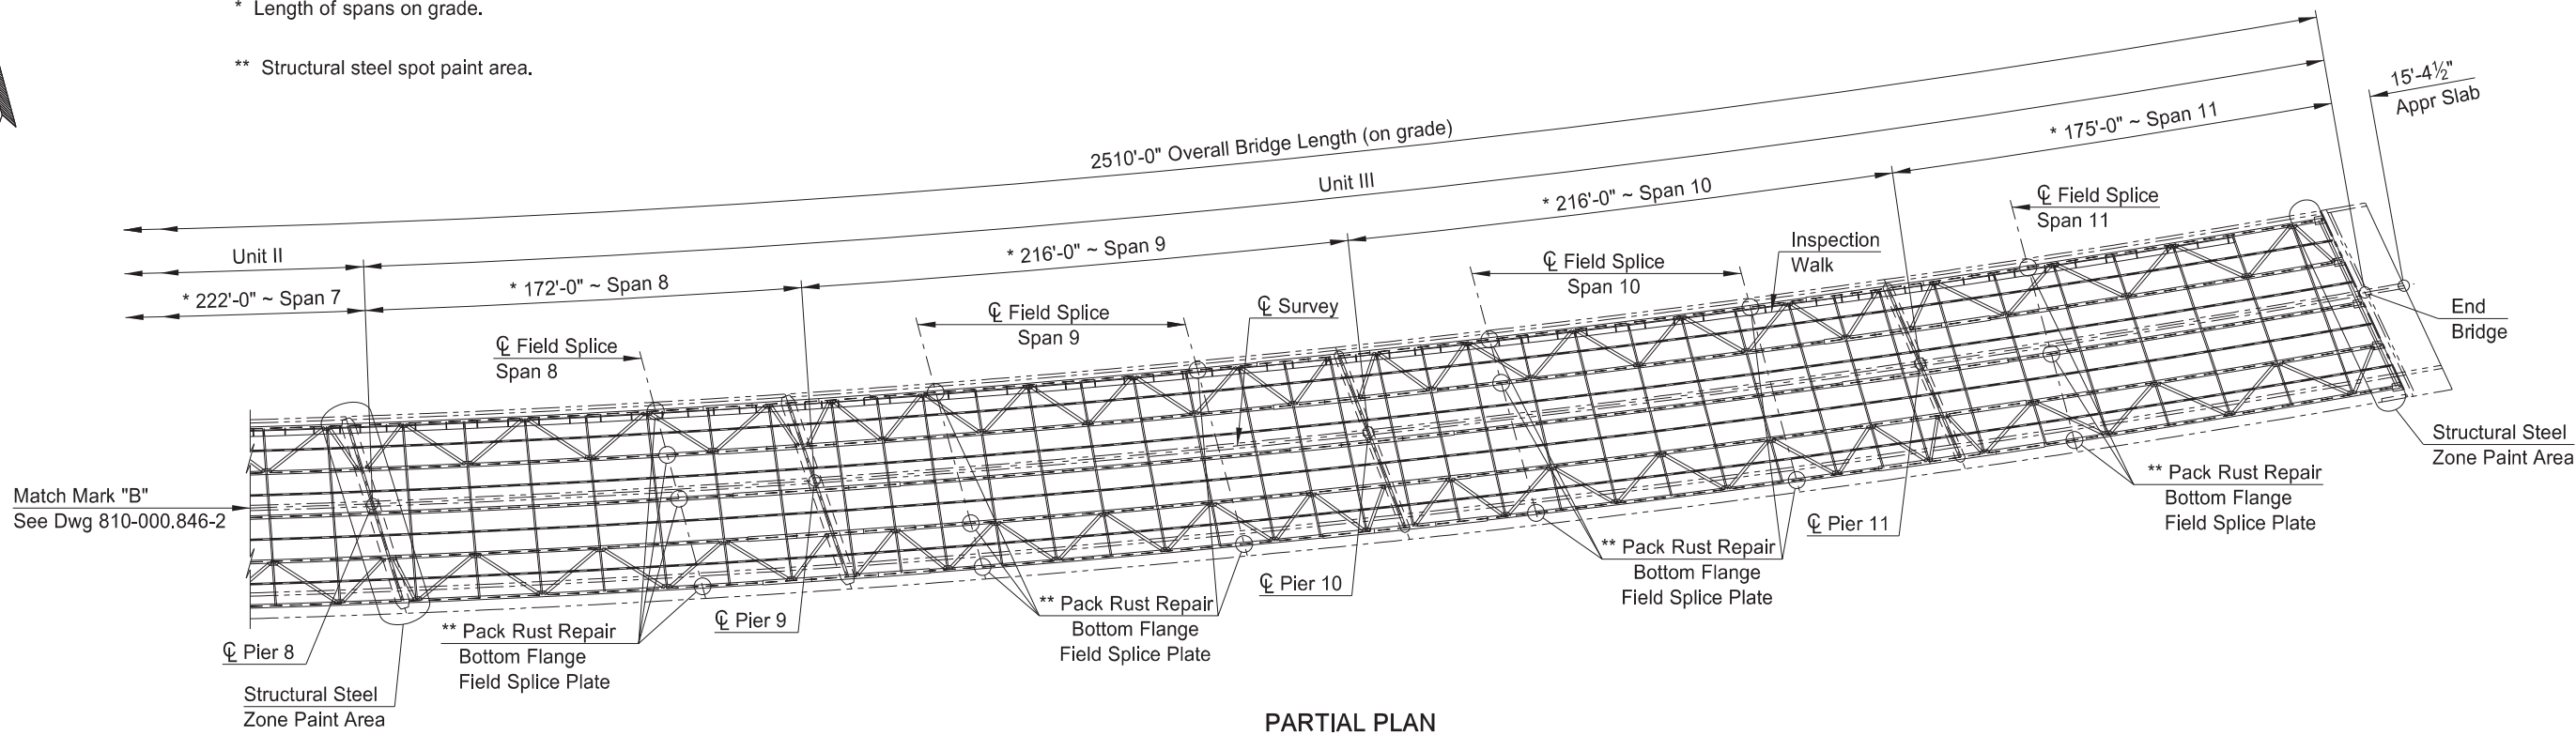 * Length of spans on grade.
** Structural steel spot paint area.
15'-4½"
Appr Slab
2510'-0" Overall Bridge Length (on grade)
Unit III
* 175'-0" ~ Span 11
* 216'-0" ~ Span 10
* 216'-0" ~ Span 9
Unit II
* 222'-0" ~ Span 7
* 172'-0" ~ Span 8
℄ Field Splice
Span 8
℄ Field Splice
Span 9
℄ Survey
℄ Field Splice
Span 10
Inspection
Walk
℄ Field Splice
Span 11
End
Bridge
Structural Steel
Zone Paint Area
Match Mark "B"
See Dwg 810-000.846-2
℄ Pier 8
Structural Steel
Zone Paint Area
** Pack Rust Repair
Bottom Flange
Field Splice Plate
℄ Pier 9
** Pack Rust Repair
Bottom Flange
Field Splice Plate
℄ Pier 10
** Pack Rust Repair
Bottom Flange
Field Splice Plate
℄ Pier 11
** Pack Rust Repair
Bottom Flange
Field Splice Plate
PARTIAL PLAN